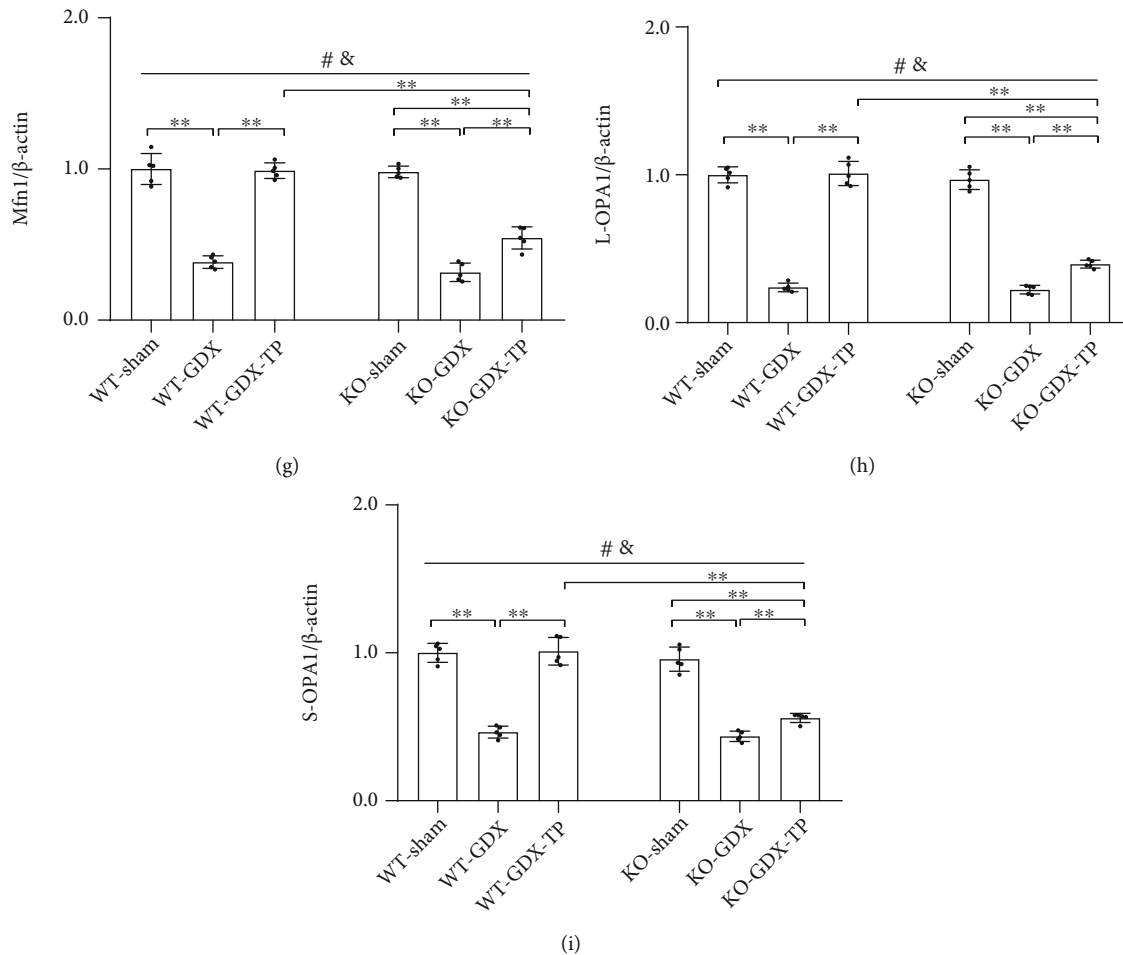 2.0
1.0
# &
**
**
**
** ** ** **
Mfn1/β-actin
1.0
0.0
WT-sham
WT-GDX
WT-GDX-TP
KO-sham
KO-GDX
KO-GDX-TP
(g)
# &
**
**
** ** ** **
L-OPA1/β-actin
1.0
0.0
WT-sham
WT-GDX
WT-GDX-TP
KO-sham
KO-GDX
KO-GDX-TP
(h)
2.0
# &
**
**
** ** ** **
S-OPA1/β-actin
1.0
0.0
WT-sham
WT-GDX
WT-GDX-TP
KO-sham
KO-GDX
KO-GDX-TP
(i)